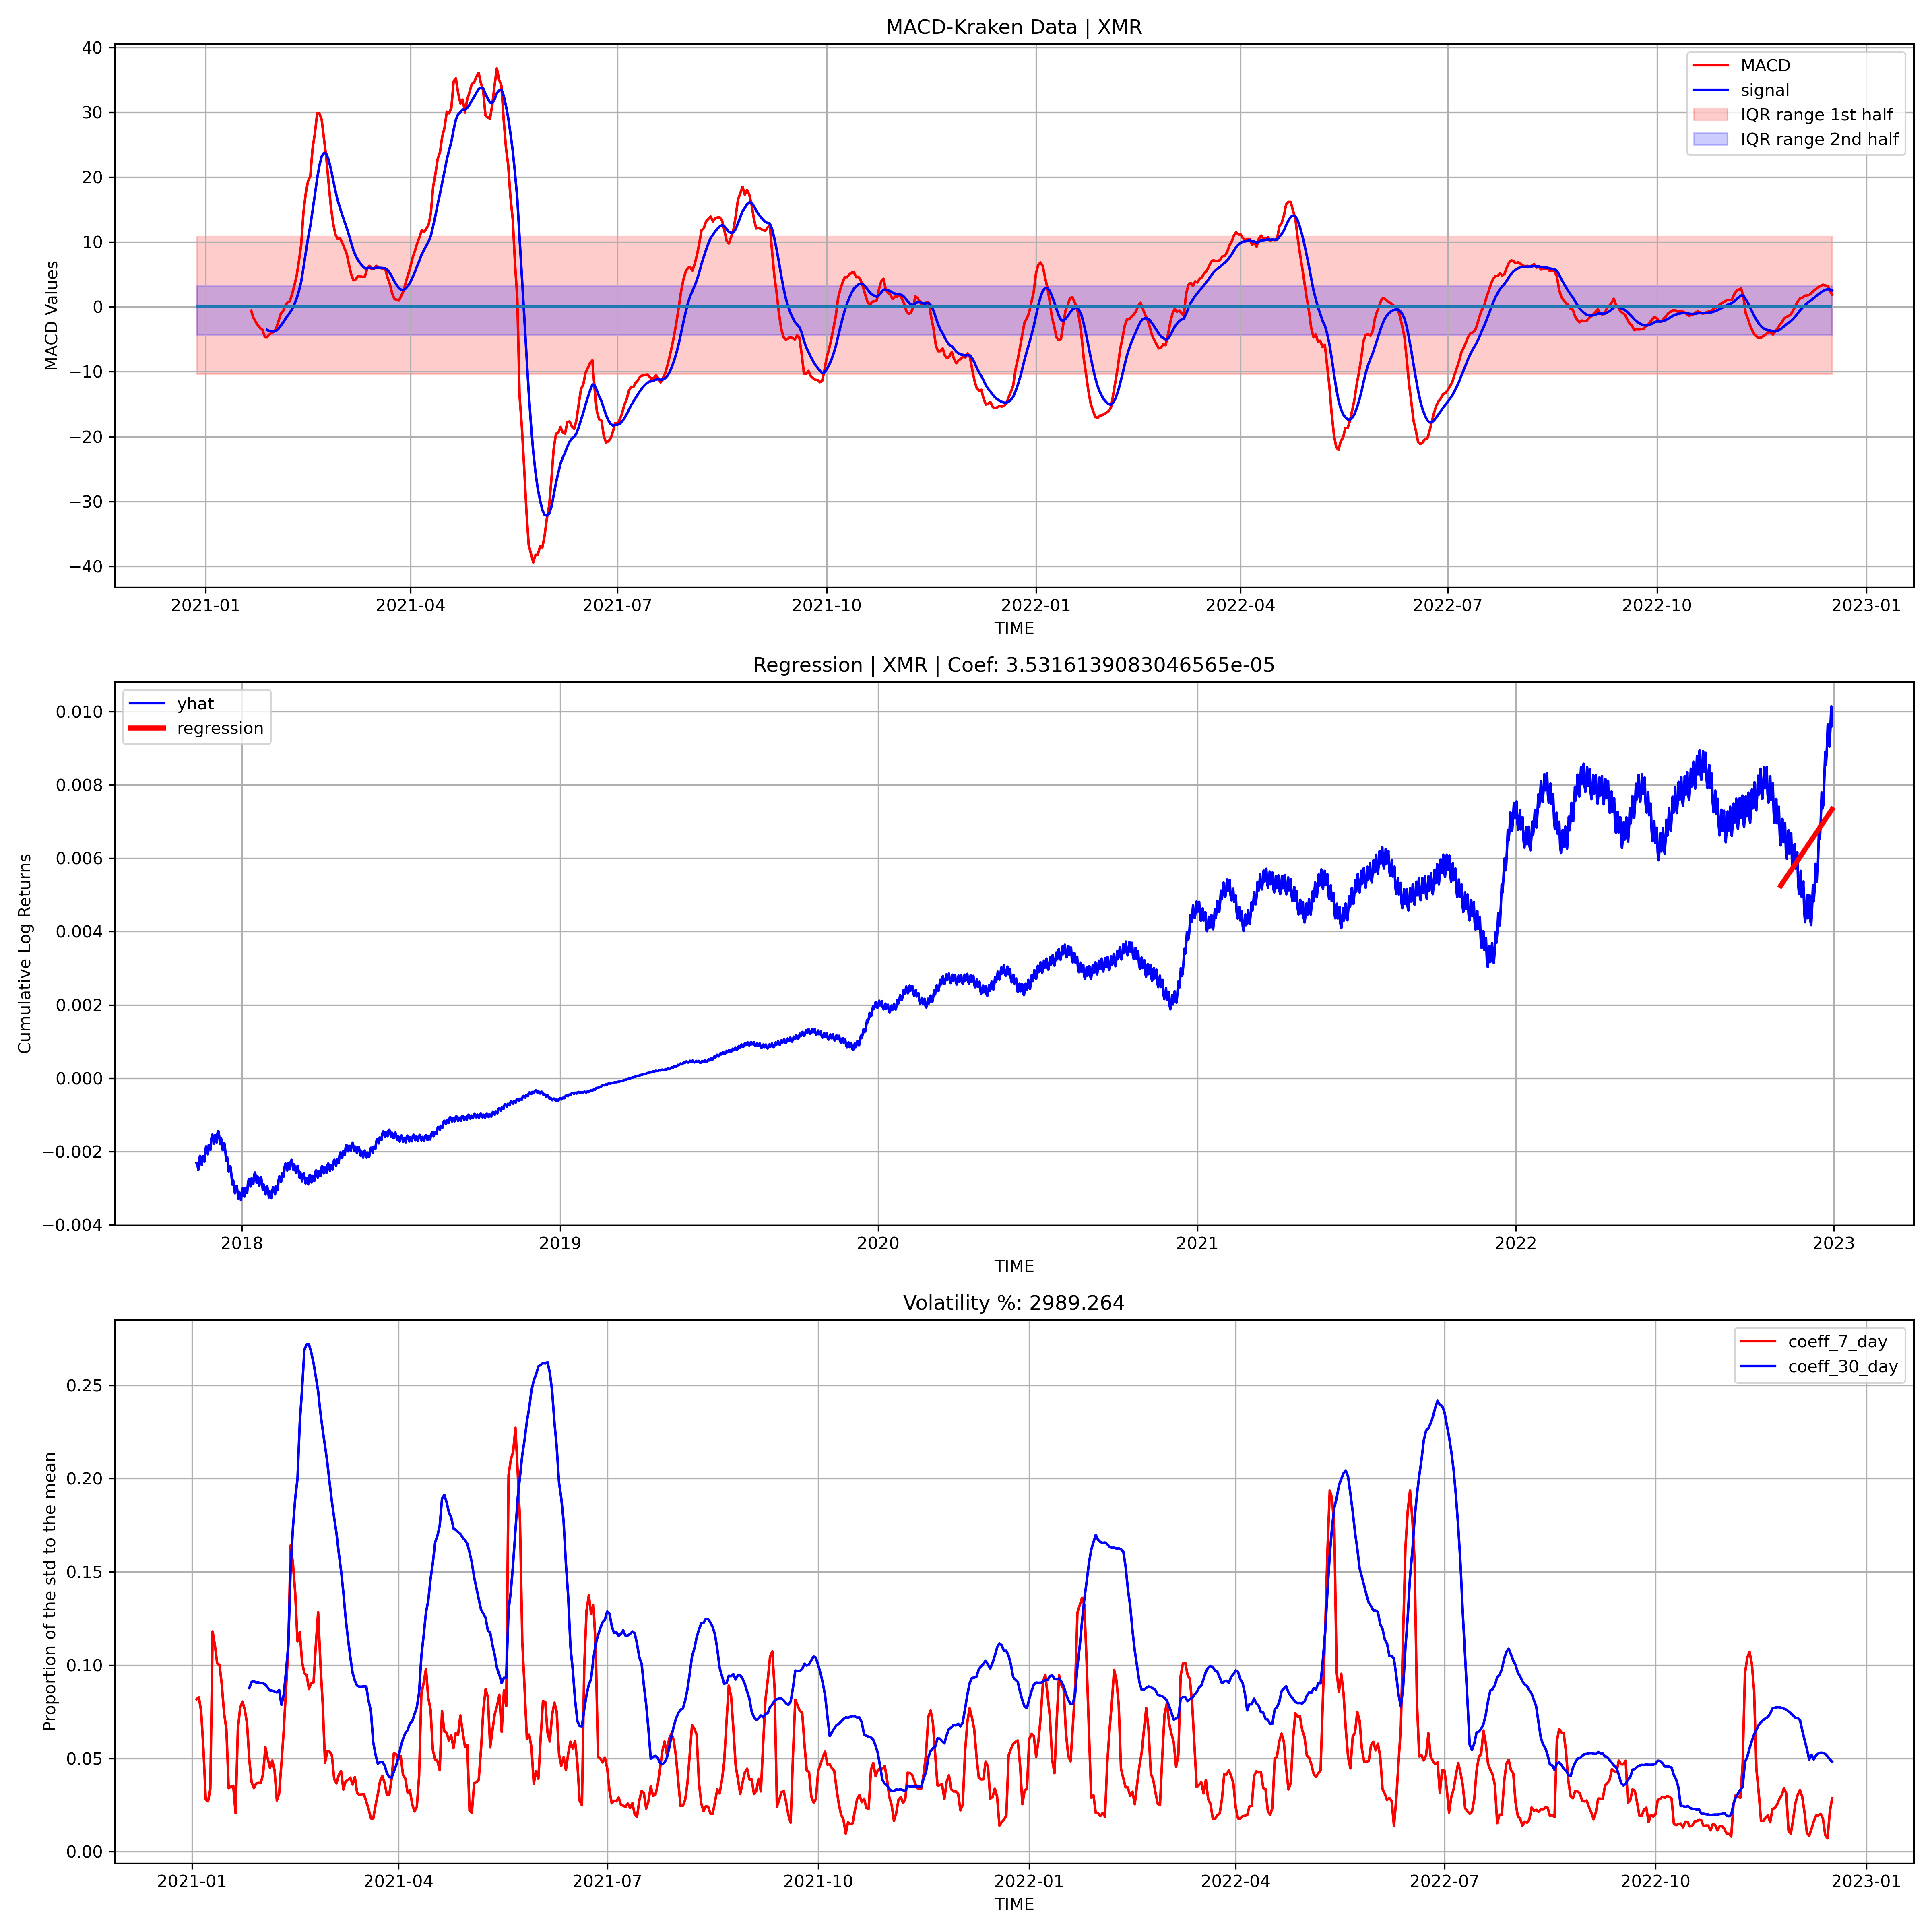 MACD-Kraken Data | XMR
MACD
signal
IQR range 1st half
IQR range 2nd half
MACD Values
40
30
20
10
0
−10
−20
−30
−40
2021-01 2021-04 2021-07 2021-10 2022-01 2022-04 2022-07 2022-10 2023-01
TIME
Regression | XMR | Coef: 3.5316139083046565e-05
yhat
regression
Cumulative Log Returns
0.010
0.008
0.006
0.004
0.002
0.000
−0.002
−0.004
2018 2019 2020 2021 2022 2023
TIME
Volatility %: 2989.264
coeff_7_day
coeff_30_day
Proportion of the std to the mean
0.25
0.20
0.15
0.10
0.05
0.00
2021-01 2021-04 2021-07 2021-10 2022-01 2022-04 2022-07 2022-10 2023-01
TIME